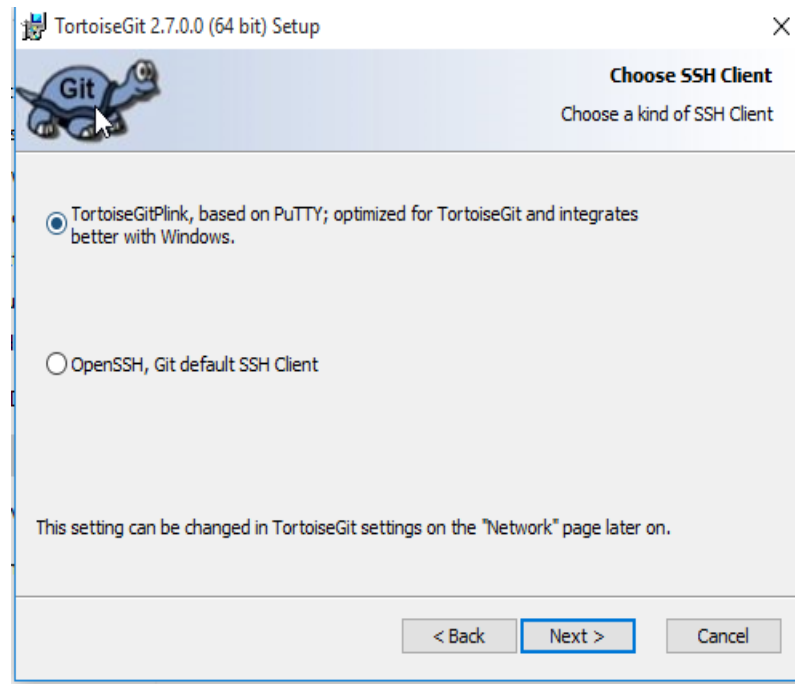 TortoiseGit 2.7.0.0 (64 bit) Setup
Git
Choose SSH Client
Choose a kind of SSH Client
TortoiseGitPlink, based on PuTTY; optimized for TortoiseGit and integrates
better with Windows.
OpenSSH, Git default SSH Client
This setting can be changed in TortoiseGit settings on the "Network" page later on.
< Back
Next >
Cancel